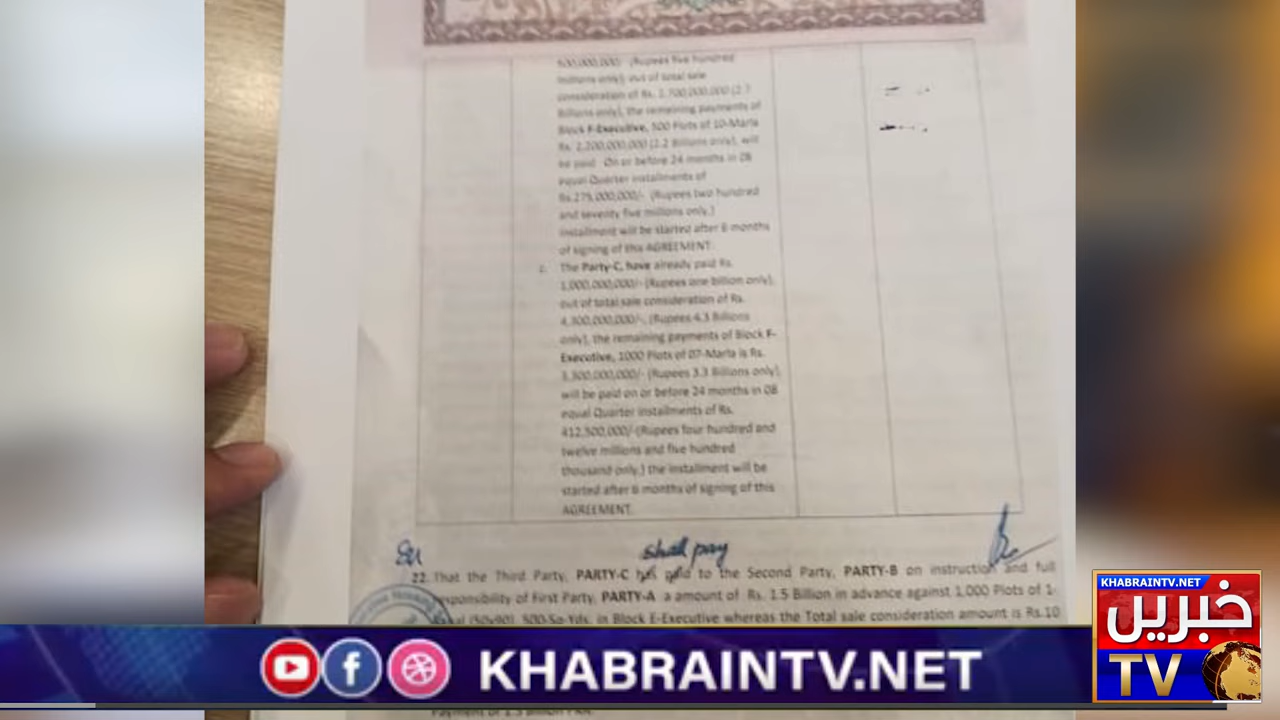 500,000,000/- (Rupees five hundred
millions only) out of total sale
consideration of Rs. 2,700,000,000 (2.7
Billions only), the remaining payments of
Block F-Executive, 500 Plots of 10-Marla
Rs. 2,200,000,000 (2.2 Billions only), will
be paid On or before 24 months in 08
equal Quarter installments of
Rs.275,000,000/- (Rupees two hundred
and seventy five millions only.)
Installment will be started after 6 months
of signing of this AGREEMENT.
The Party-C, have already paid Rs.
1,000,000,000/- (Rupees one billion only),
out of total sale consideration of Rs.
4,300,000,000/-, (Rupees 4.3 Billions
only), the remaining payments of Block F-
Executive, 1000 Plots of 07-Marla is Rs.
3,300,000,000/- (Rupees 3.3 Billions only),
will be paid on or before 24 months in 08
equal Quarter installments of Rs.
412,500,000/-(Rupees four hundred and
twelve millions and five hundred
thousand only.) the installment will be
started after 6 months of signing of this
AGREEMENT.
shall pay
22. That the Third Party, PARTY-C has paid to the Second Party, PARTY-B on instruction and full
responsibility of First Party, PARTY-A a amount of Rs. 1.5 Billion in advance against 1,000 Plots of 1-
(50x90), 500-Sq-Yds, in Block E-Executive whereas the Total sale consideration amount is Rs.10
KHABRAINTV.NET
KHABRAINTV.NET
خبریں
TV
Payment of 1.5 Billion PKR.